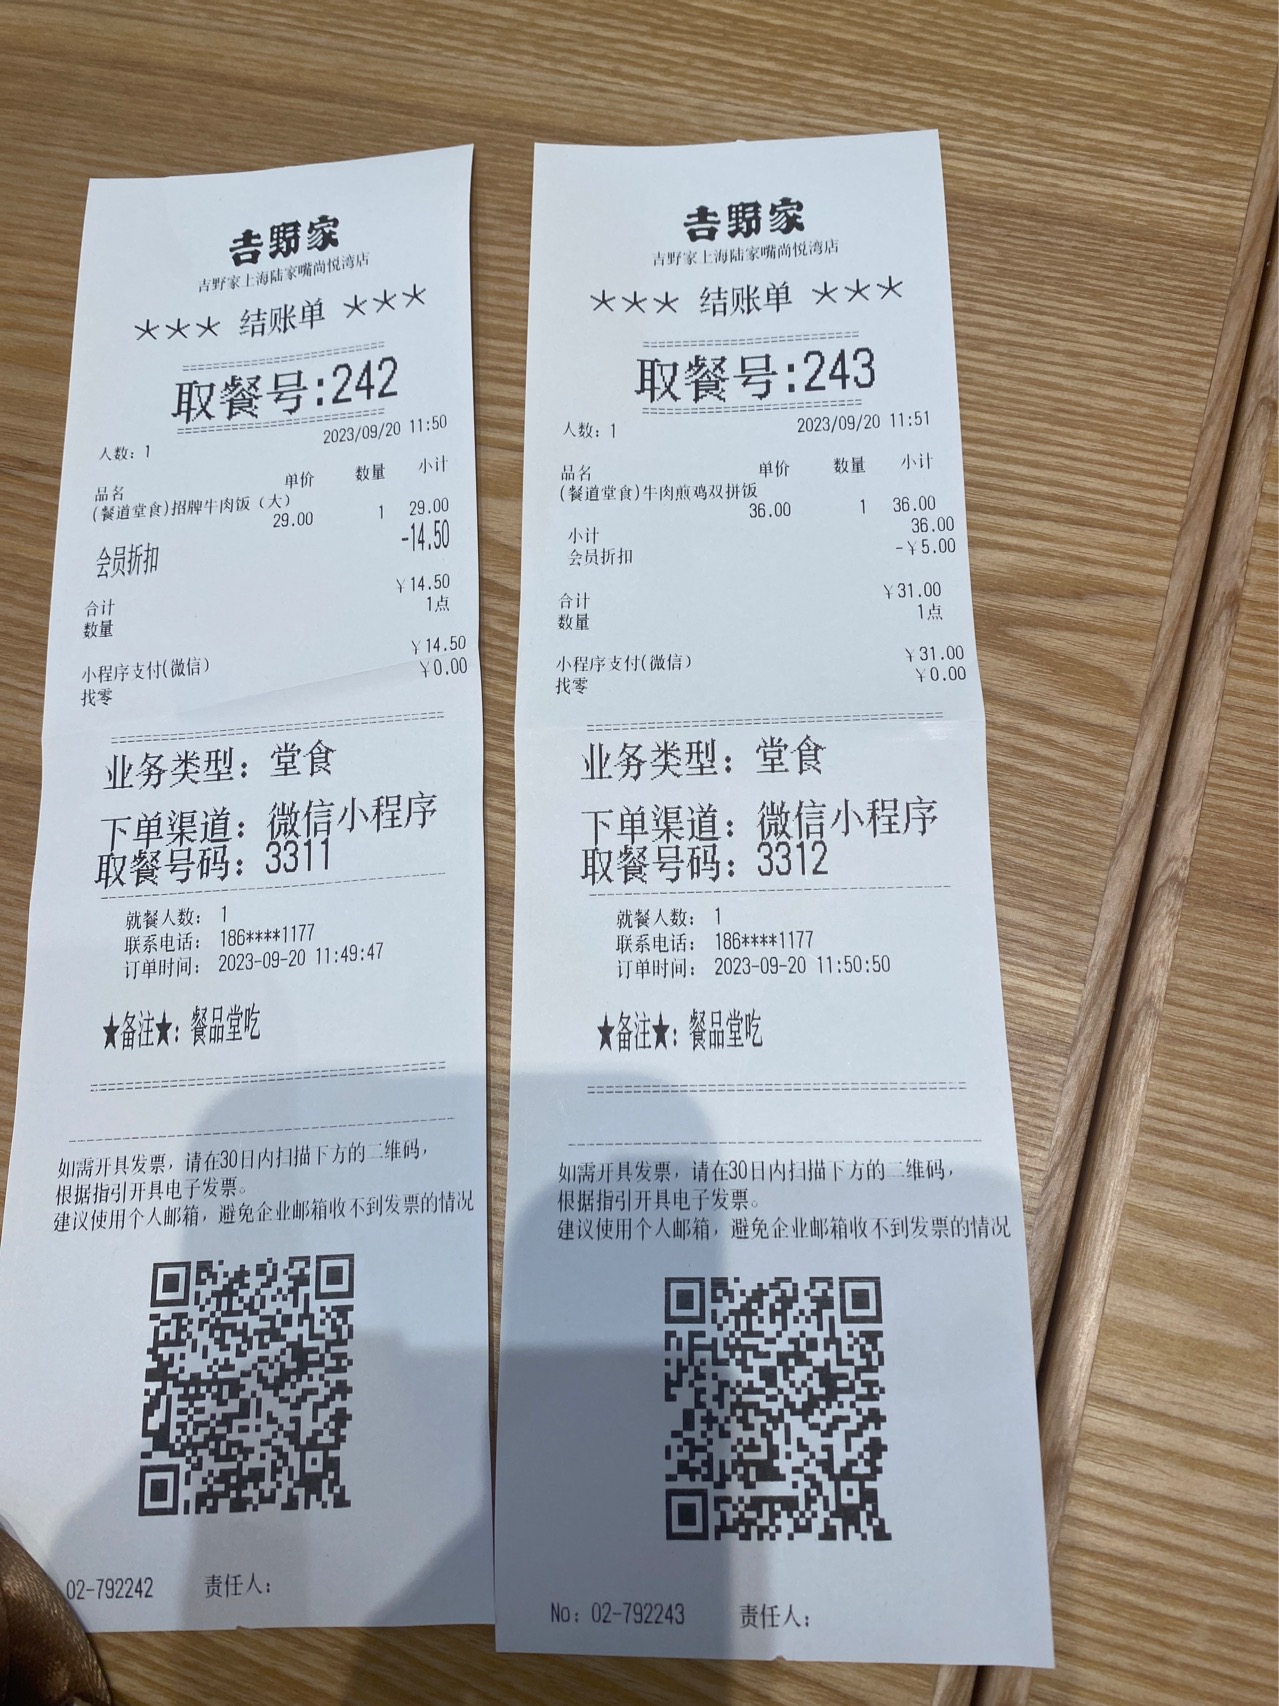 吉野家
吉野家上海陆家嘴尚悦湾店
*** 结账单 ***
取餐号:242
人数: 1 2023/09/20 11:50
品名 单价 数量 小计
(餐道堂食)招牌牛肉饭（大）
29.00 1 29.00
会员折扣 -14.50
合计 ¥14.50
数量 1点
小程序支付(微信) ¥14.50
找零 ¥0.00
业务类型: 堂食
下单渠道: 微信小程序
取餐号码: 3311
就餐人数: 1
联系电话: 186****1177
订单时间: 2023-09-20 11:49:47
★备注★: 餐品堂吃
如需开具发票, 请在30日内扫描下方的二维码,
根据指引开具电子发票。
建议使用个人邮箱, 避免企业邮箱收不到发票的情况
02-792242 责任人:
吉野家
吉野家上海陆家嘴尚悦湾店
*** 结账单 ***
取餐号:243
人数: 1 2023/09/20 11:51
品名 单价 数量 小计
(餐道堂食)牛肉煎鸡双拼饭
36.00 1 36.00
小计 36.00
会员折扣 -¥5.00
合计 ¥31.00
数量 1点
小程序支付(微信) ¥31.00
找零 ¥0.00
业务类型: 堂食
下单渠道: 微信小程序
取餐号码: 3312
就餐人数: 1
联系电话: 186****1177
订单时间: 2023-09-20 11:50:50
★备注★: 餐品堂吃
如需开具发票, 请在30日内扫描下方的二维码,
根据指引开具电子发票。
建议使用个人邮箱, 避免企业邮箱收不到发票的情况
No: 02-792243 责任人: